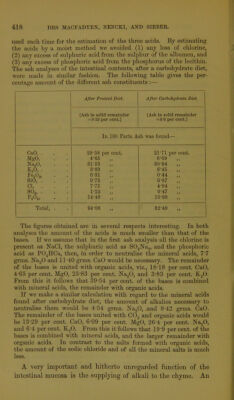 418 DRS MACFADYEN, NENCKI, AND SIEBER.
used each time for the estimation of the three acids. By estimating
the acids by a moist method we avoided (1) any loss of chlorine,
(2) any excess of sulphuric acid from the sulphur of the albumen, and
(3) any excess of phosphoric acid from the phosphorus of the lecithin.
The ash analyses of the intestinal contents, after a carbohydrate diet,
were made in similar fashion. The following table gives the per-
centage amount of the different ash constituents:—
After Proteid Diet. After Carbohydrate Diet.
(Ash in solid remainder (Ash in solid remainder
per cent.) per cent.)
In 100 Parts Ash was found—
CaO, per cent. per cent.
MgO,
Na2O,
K2O,
Fe2O3
SiO2
Cl,
SO3
P2O5,
Total,
The figures obtained are in several respects interesting. In both
analyses the amount of the acids is much smaller than that of the
bases. If we assume that in the first ash analysis all the chlorine is
present as NaCl, the sulphuric acid as SO4Na2, and the phosphoric
acid as PO4HCa, then, in order to neutralise the mineral acids, 7·7
grms. Na2O and 11·40 grms. CaO would be necessary. The remainder
of the bases is united with organic acids, viz., 18·18 per cent. CaO,
4·65 per cent. MgO, 23·83 per cent. Na2O, and 3·83 per cent. K2O.
From this it follows that 39·54 per cent. of the bases is combined
with mineral acids, the remainder with organic acids.
If we make a similar calculation with regard to the mineral acids
found after carbohydrate diet, the amount of alkalies necessary to
neutralise them would be 4·04 grms. Na2O, and 9·42 grms. CaO.
The remainder of the bases united with CO2 and organic acids would
be 12·29 per cent. CaO, 6·09 per cent. MgO, 26·4 per cent. Na2O,
and 6·4 per cent. K2O. From this it follows that 19·9 per cent. of the
bases is combined with mineral acids, and the larger remainder with
organic acids. In contrast to the salts formed with organic acids,
the amount of the sodic chloride and of all the mineral salts is much
less.
A very important and hitherto unregarded function of the
intestinal mucosa is the supplying of alkali to the chyme. An